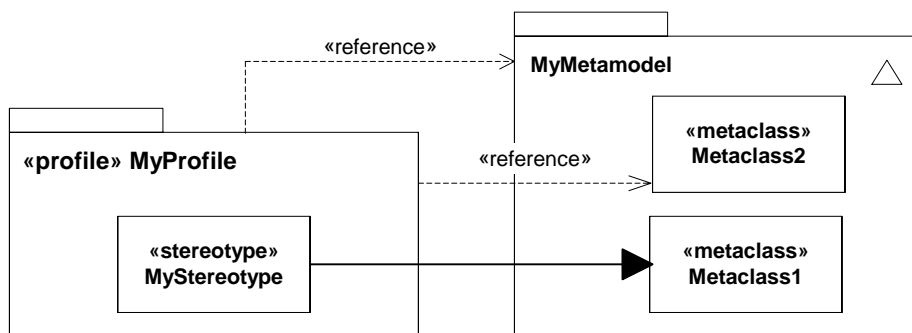 «reference»
MyMetamodel
«profile» MyProfile
«reference»
«metaclass»
Metaclass2
«stereotype»
MyStereotype
«metaclass»
Metaclass1